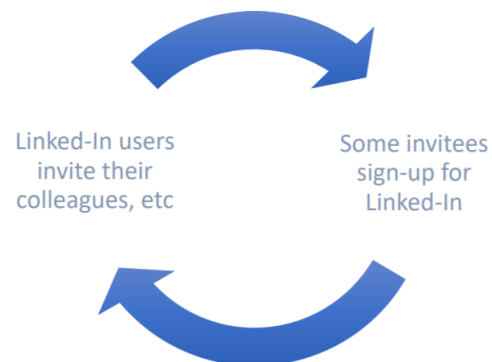 Linked-In users
invite their
colleagues, etc
Some invitees
sign-up for
Linked-In